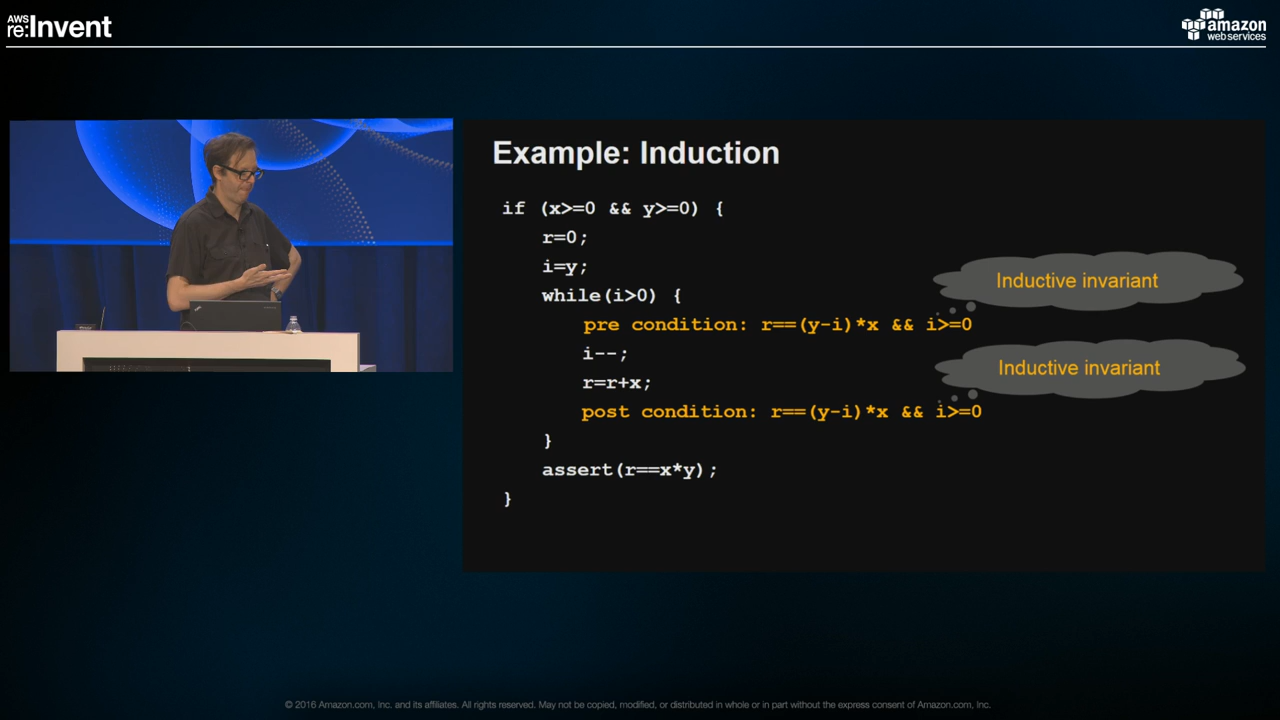 AWS
re:Invent
amazon
web services
Example: Induction
if (x>=0 && y>=0) {
r=0;
i=y;
while(i>0) {
Inductive invariant
pre condition: r==(y-i)*x && i>=0
i--;
r=r+x;
Inductive invariant
post condition: r==(y-i)*x && i>=0
}
assert(r==x*y);
}
© 2016 Amazon.com, Inc. and its affiliates. All rights reserved. May not be copied, modified, or distributed in whole or in part without the express consent of Amazon.com, Inc.